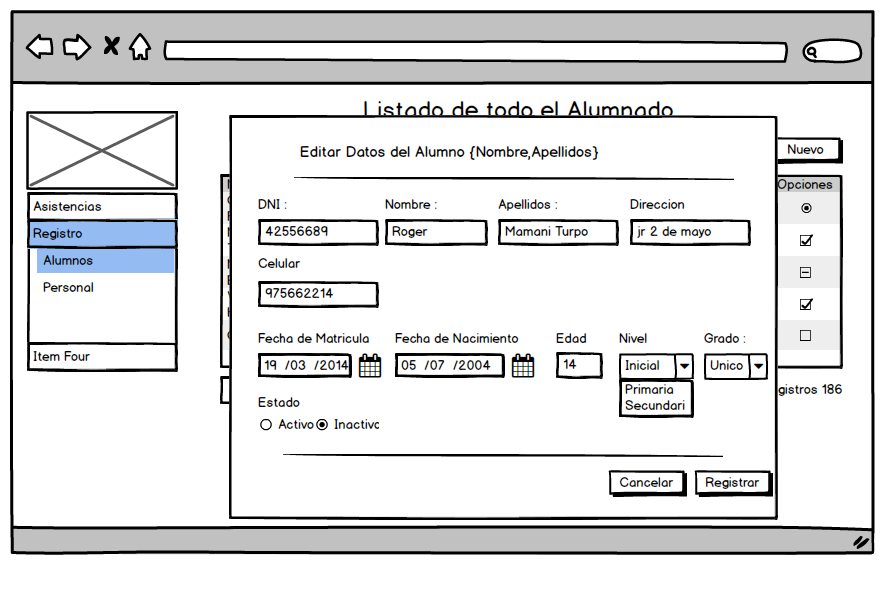 Listado de todo el Alumnado
Nuevo
Asistencias
Registro
Alumnos
Personal
Item Four
Opciones
gistros 186
Editar Datos del Alumno {Nombre,Apellidos}
DNI : Nombre : Apellidos : Direccion
42556689 Roger Mamani Turpo jr 2 de mayo
Celular
975662214
Fecha de Matricula Fecha de Nacimiento Edad Nivel Grado :
19 /03 /2014 05 /07 /2004 14 Inicial Unico
Primaria
Secundari
Estado
Activo Inactivo
Cancelar Registrar